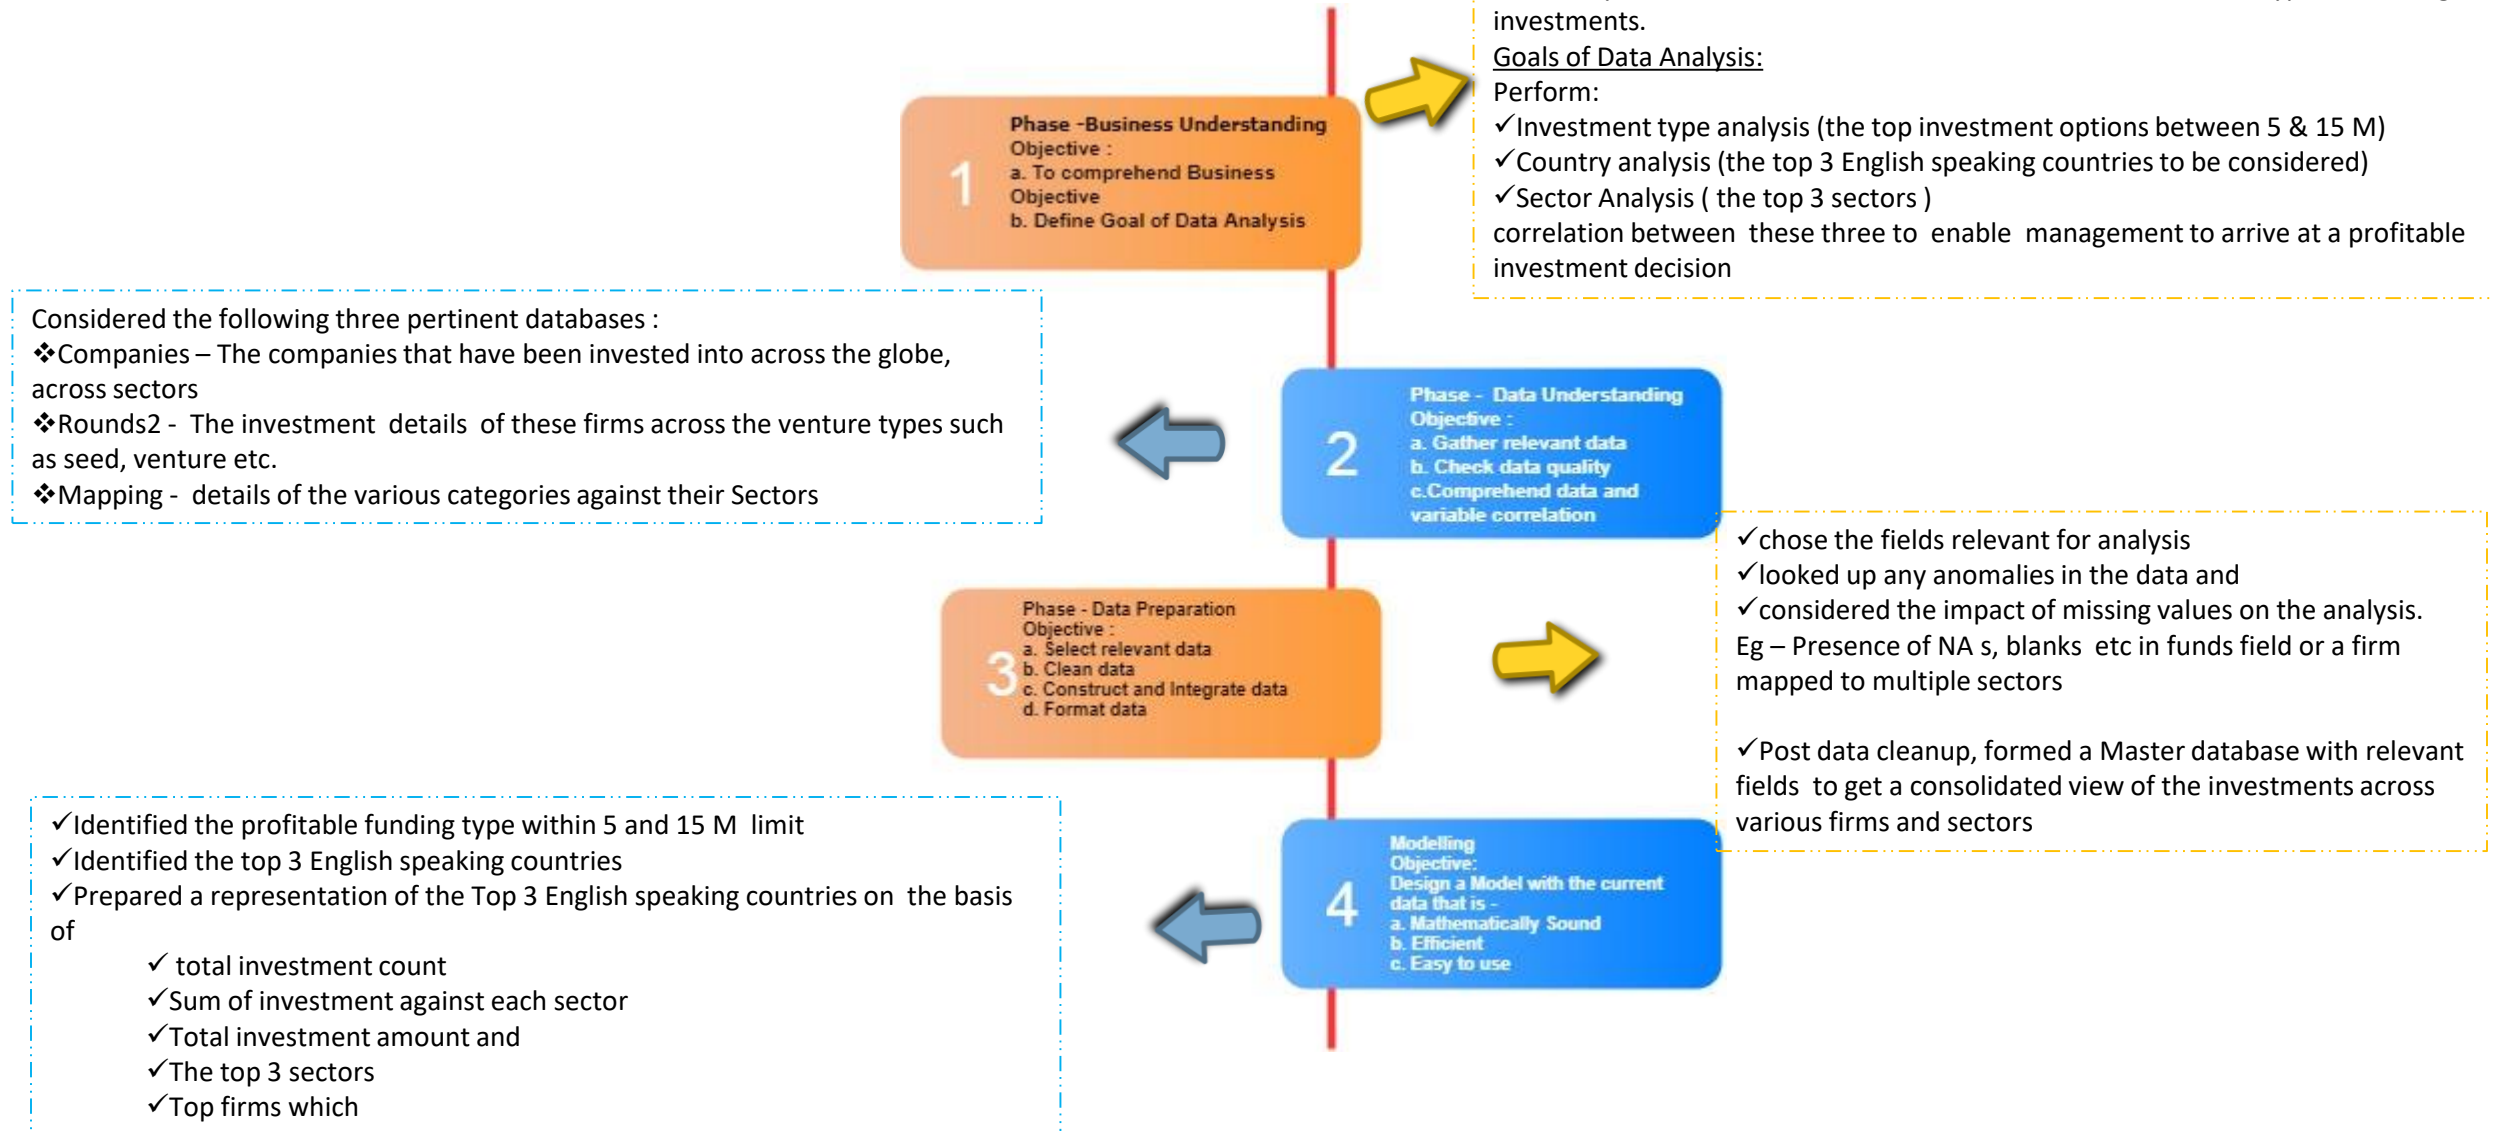 investments.
Goals of Data Analysis:
Perform:
✓Investment type analysis (the top investment options between 5 & 15 M)
✓Country analysis (the top 3 English speaking countries to be considered)
✓Sector Analysis ( the top 3 sectors )
correlation between these three to enable management to arrive at a profitable
investment decision
1
Phase -Business Understanding
Objective :
a. To comprehend Business
Objective
b. Define Goal of Data Analysis
Considered the following three pertinent databases :
❖Companies – The companies that have been invested into across the globe,
across sectors
❖Rounds2 - The investment details of these firms across the venture types such
as seed, venture etc.
❖Mapping - details of the various categories against their Sectors
2
Phase - Data Understanding
Objective :
a. Gather relevant data
b. Check data quality
c.Comprehend data and
variable correlation
✓chose the fields relevant for analysis
✓looked up any anomalies in the data and
✓considered the impact of missing values on the analysis.
Eg – Presence of NA s, blanks etc in funds field or a firm
mapped to multiple sectors
✓Post data cleanup, formed a Master database with relevant
fields to get a consolidated view of the investments across
various firms and sectors
3
Phase - Data Preparation
Objective :
a. Select relevant data
b. Clean data
c. Construct and Integrate data
d. Format data
✓Identified the profitable funding type within 5 and 15 M limit
✓Identified the top 3 English speaking countries
✓Prepared a representation of the Top 3 English speaking countries on the basis
of
✓ total investment count
✓Sum of investment against each sector
✓Total investment amount and
✓The top 3 sectors
✓Top firms which
4
Modelling
Objective:
Design a Model with the current
data that is -
a. Mathematically Sound
b. Efficient
c. Easy to use